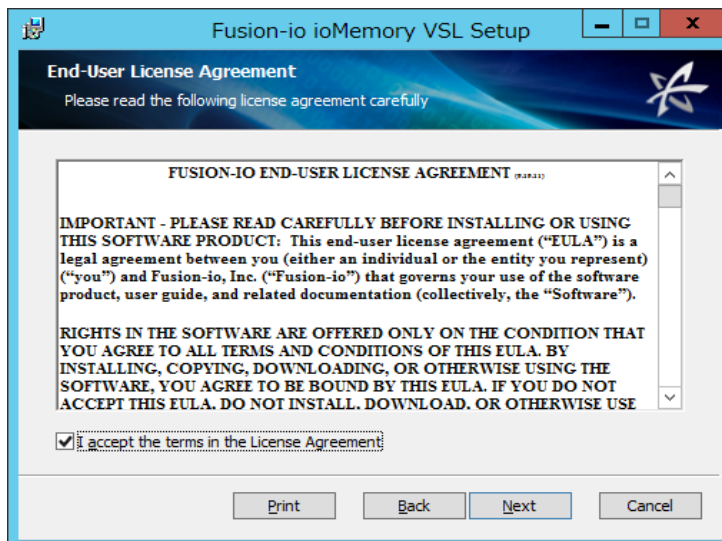 Fusion-io ioMemory VSL Setup
End-User License Agreement
Please read the following license agreement carefully
FUSION-IO END-USER LICENSE AGREEMENT
IMPORTANT - PLEASE READ CAREFULLY BEFORE INSTALLING OR USING
THIS SOFTWARE PRODUCT: This end-user license agreement (“EULA”) is a
legal agreement between you (either an individual or the entity you represent)
(“you”) and Fusion-io, Inc. (“Fusion-io”) that governs your use of the software
product, user guide, and related documentation (collectively, the “Software”).
RIGHTS IN THE SOFTWARE ARE OFFERED ONLY ON THE CONDITION THAT
YOU AGREE TO ALL TERMS AND CONDITIONS OF THIS EULA. BY
INSTALLING, COPYING, DOWNLOADING, OR OTHERWISE USING THE
SOFTWARE, YOU AGREE TO BE BOUND BY THIS EULA. IF YOU DO NOT
ACCEPT THIS EULA, DO NOT INSTALL, DOWNLOAD, OR OTHERWISE USE
I accept the terms in the License Agreement
Print Back Next Cancel